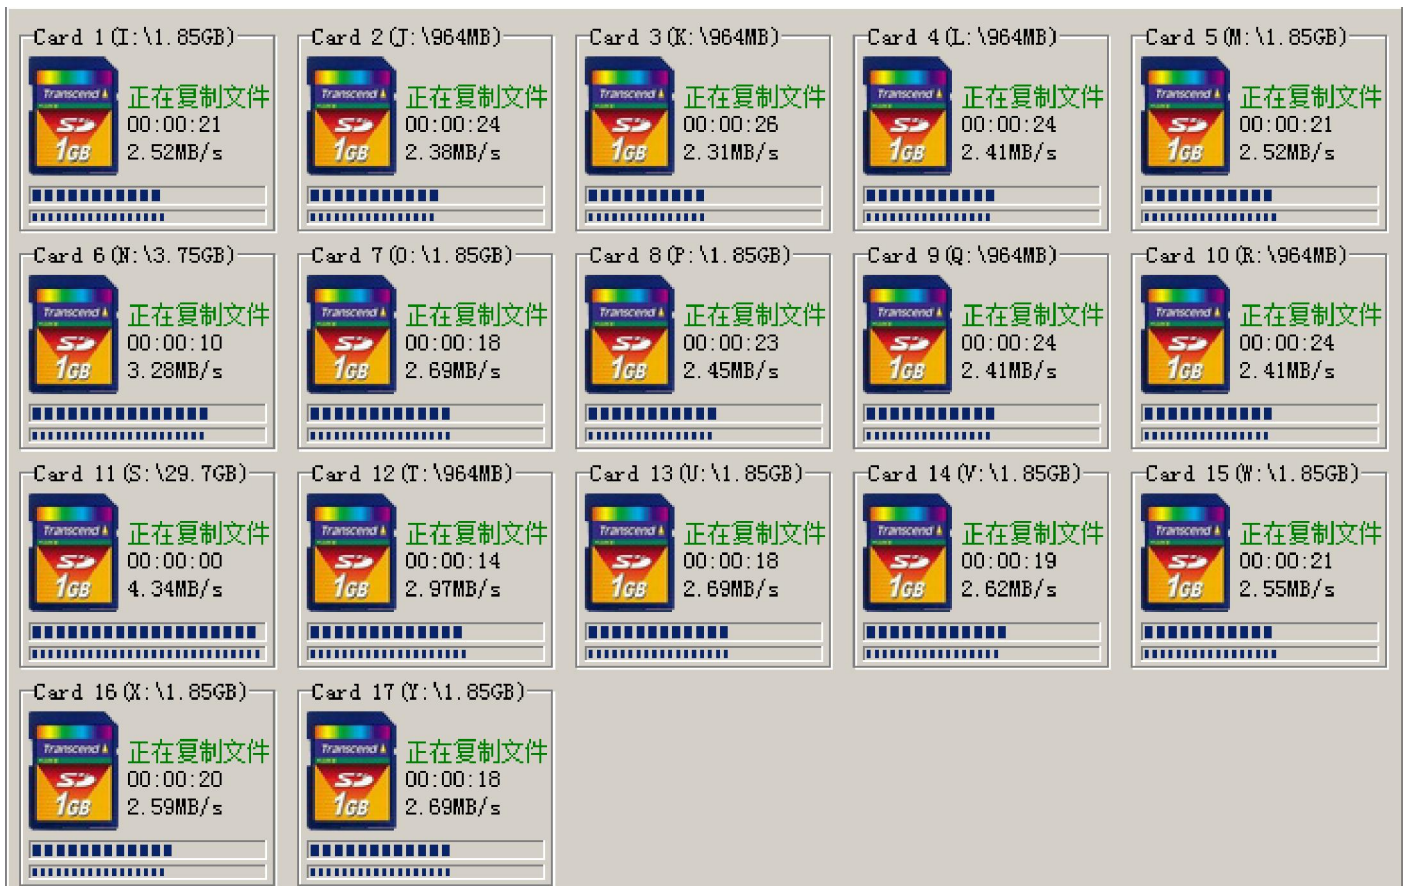 Card 1(I:\1.85GB)
Transcend
SD
1GB
正在复制文件
00:00:21
2.52MB/s
Card 2(J:\964MB)
Transcend
SD
1GB
正在复制文件
00:00:24
2.38MB/s
Card 3(K:\964MB)
Transcend
SD
1GB
正在复制文件
00:00:26
2.31MB/s
Card 4(L:\964MB)
Transcend
SD
1GB
正在复制文件
00:00:24
2.41MB/s
Card 5(M:\1.85GB)
Transcend
SD
1GB
正在复制文件
00:00:21
2.52MB/s
Card 6(N:\3.75GB)
Transcend
SD
1GB
正在复制文件
00:00:10
3.28MB/s
Card 7(O:\1.85GB)
Transcend
SD
1GB
正在复制文件
00:00:18
2.69MB/s
Card 8(P:\1.85GB)
Transcend
SD
1GB
正在复制文件
00:00:23
2.45MB/s
Card 9(Q:\964MB)
Transcend
SD
1GB
正在复制文件
00:00:24
2.41MB/s
Card 10(R:\964MB)
Transcend
SD
1GB
正在复制文件
00:00:24
2.41MB/s
Card 11(S:\29.7GB)
Transcend
SD
1GB
正在复制文件
00:00:00
4.34MB/s
Card 12(T:\964MB)
Transcend
SD
1GB
正在复制文件
00:00:14
2.97MB/s
Card 13(U:\1.85GB)
Transcend
SD
1GB
正在复制文件
00:00:18
2.69MB/s
Card 14(V:\1.85GB)
Transcend
SD
1GB
正在复制文件
00:00:19
2.62MB/s
Card 15(W:\1.85GB)
Transcend
SD
1GB
正在复制文件
00:00:21
2.55MB/s
Card 16(X:\1.85GB)
Transcend
SD
1GB
正在复制文件
00:00:20
2.59MB/s
Card 17(Y:\1.85GB)
Transcend
SD
1GB
正在复制文件
00:00:18
2.69MB/s